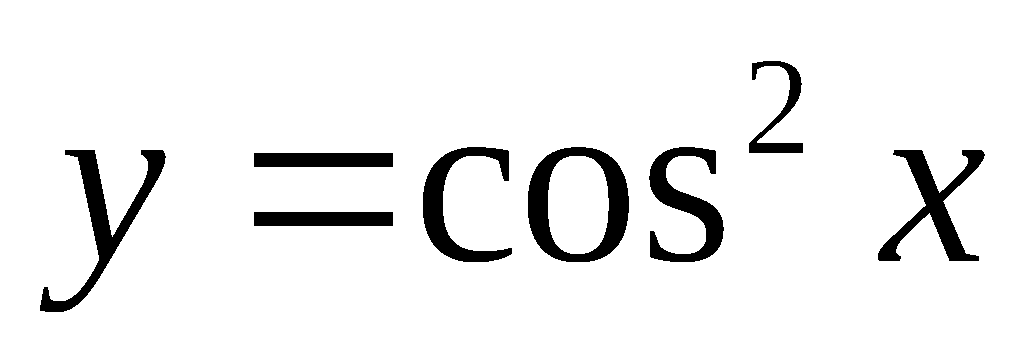 y = cos² x